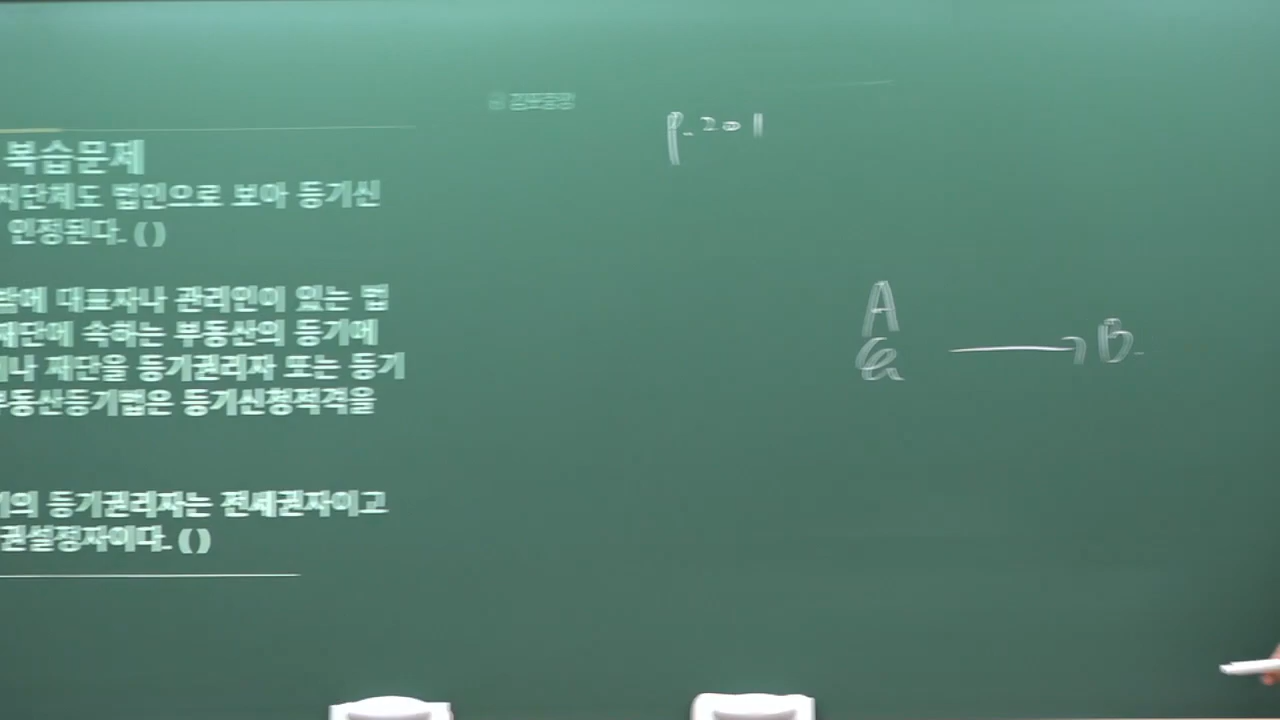 복습문제
치단체도 법인으로 보아 등기신
인정된다. ( )
밖에 대표자나 관리인이 있는 법
재단에 속하는 부동산의 등기에
나 재단을 등기권리자 또는 등기
부동산등기법은 등기신청적격을
의 등기권리자는 전세권자이고
권설정자이다. ( )
P. 201
A
B